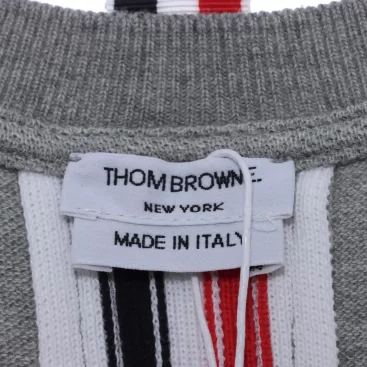 THOM BROWNE.
NEW YORK
MADE IN ITALY